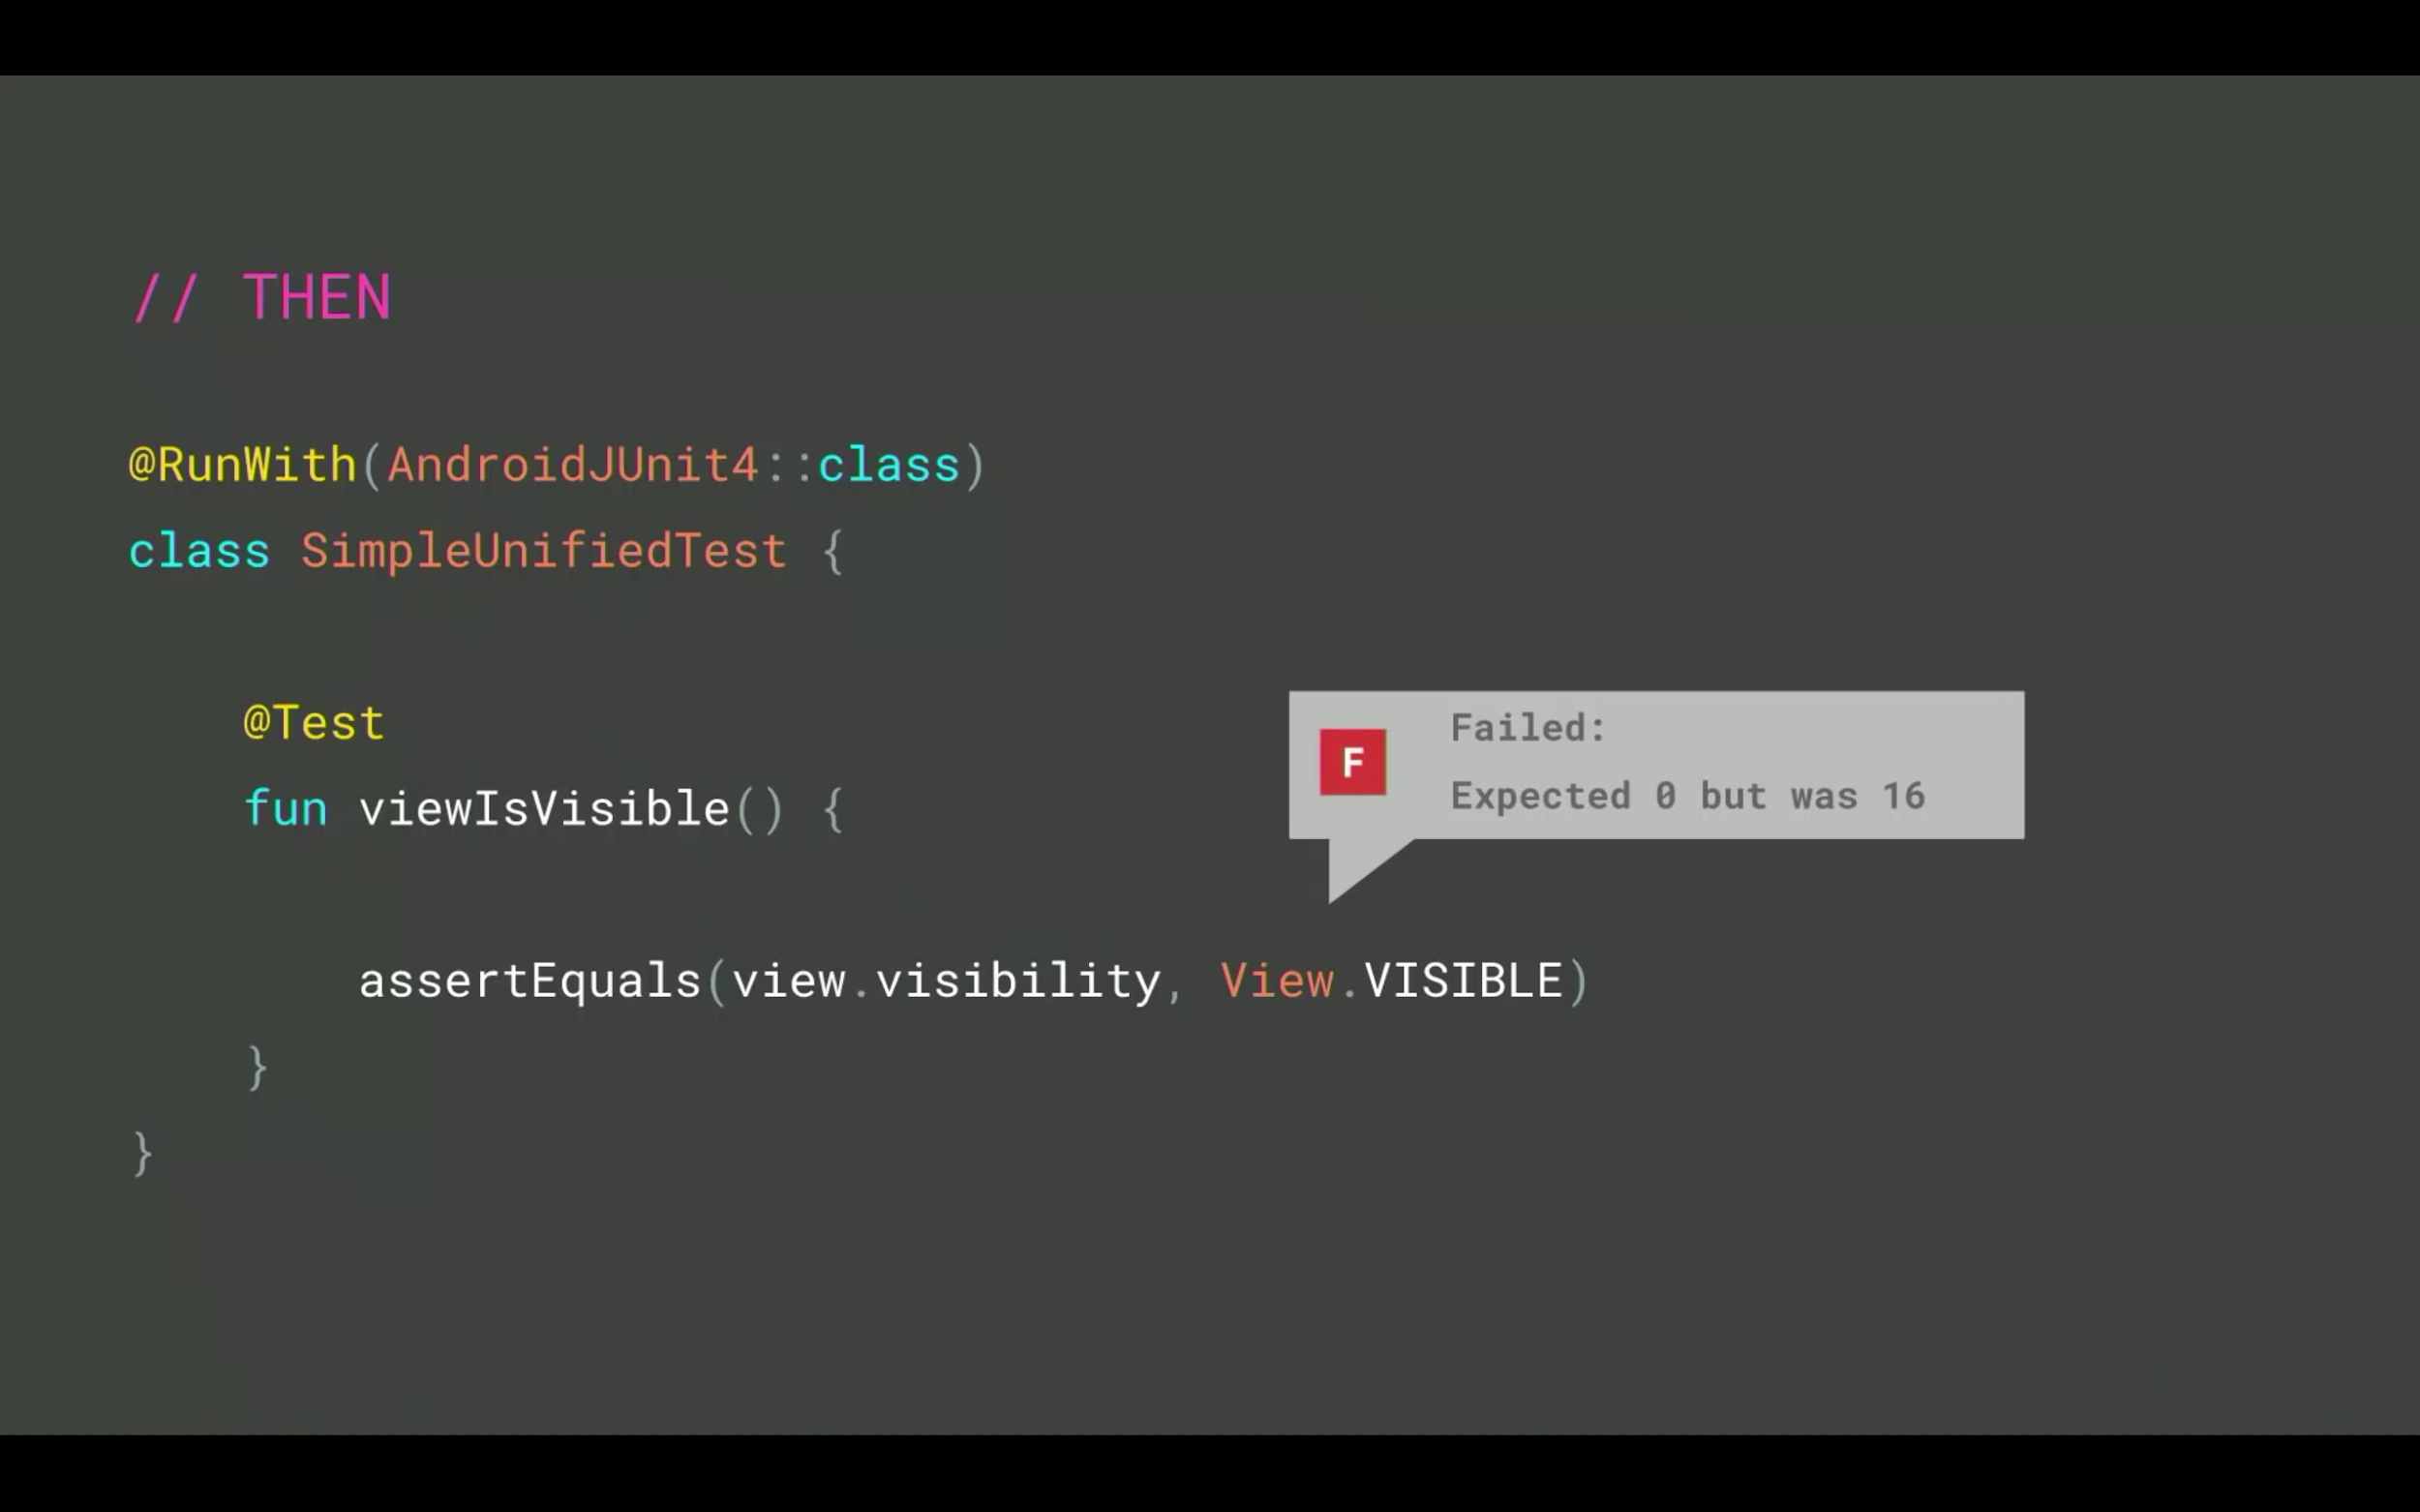 // THEN
@RunWith(AndroidJUnit4::class)
class SimpleUnifiedTest {
@Test
fun viewIsVisible() {
F
Failed:
Expected 0 but was 16
assertEquals(view.visibility, View.VISIBLE)
}
}